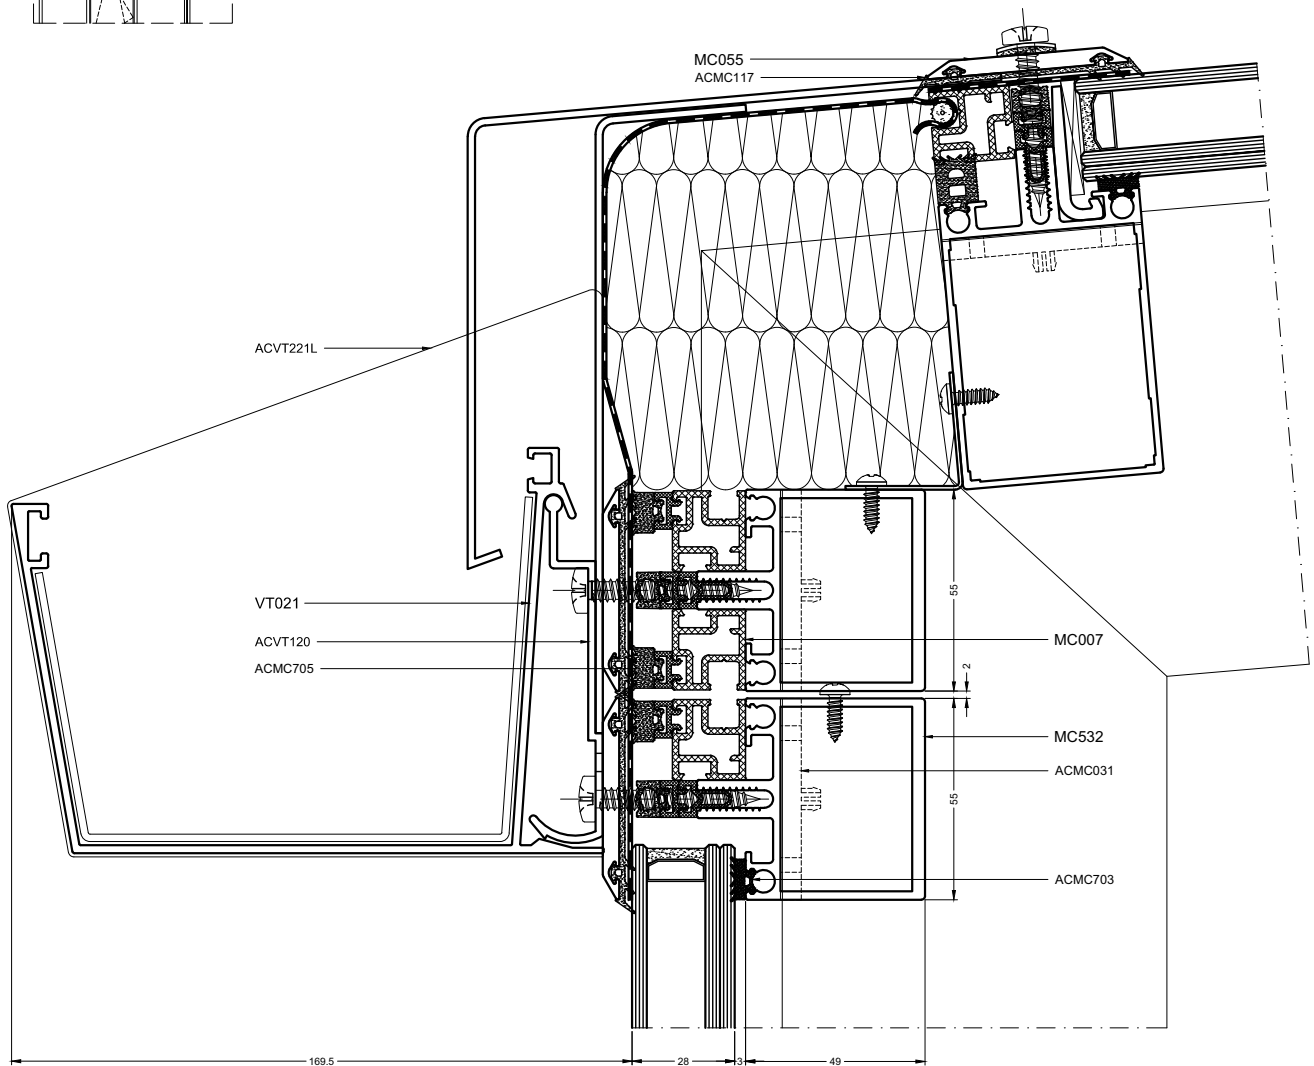 MC055
ACMC117
ACVT221L
VT021
ACVT120
ACMC705
MC007
MC532
ACMC031
ACMC703
55
2
55
169.5
28
3
49